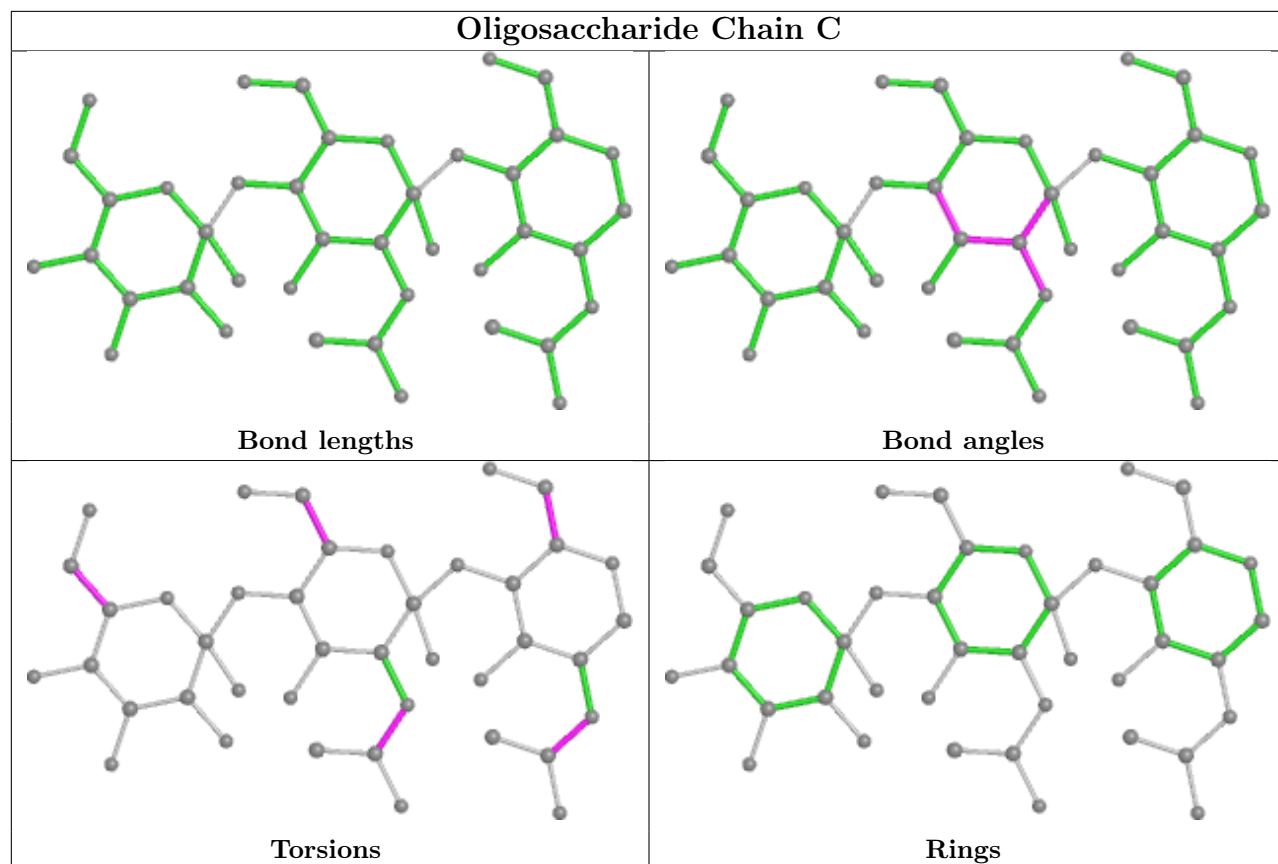 Oligosaccharide Chain C
Bond lengths
Bond angles
Torsions
Rings